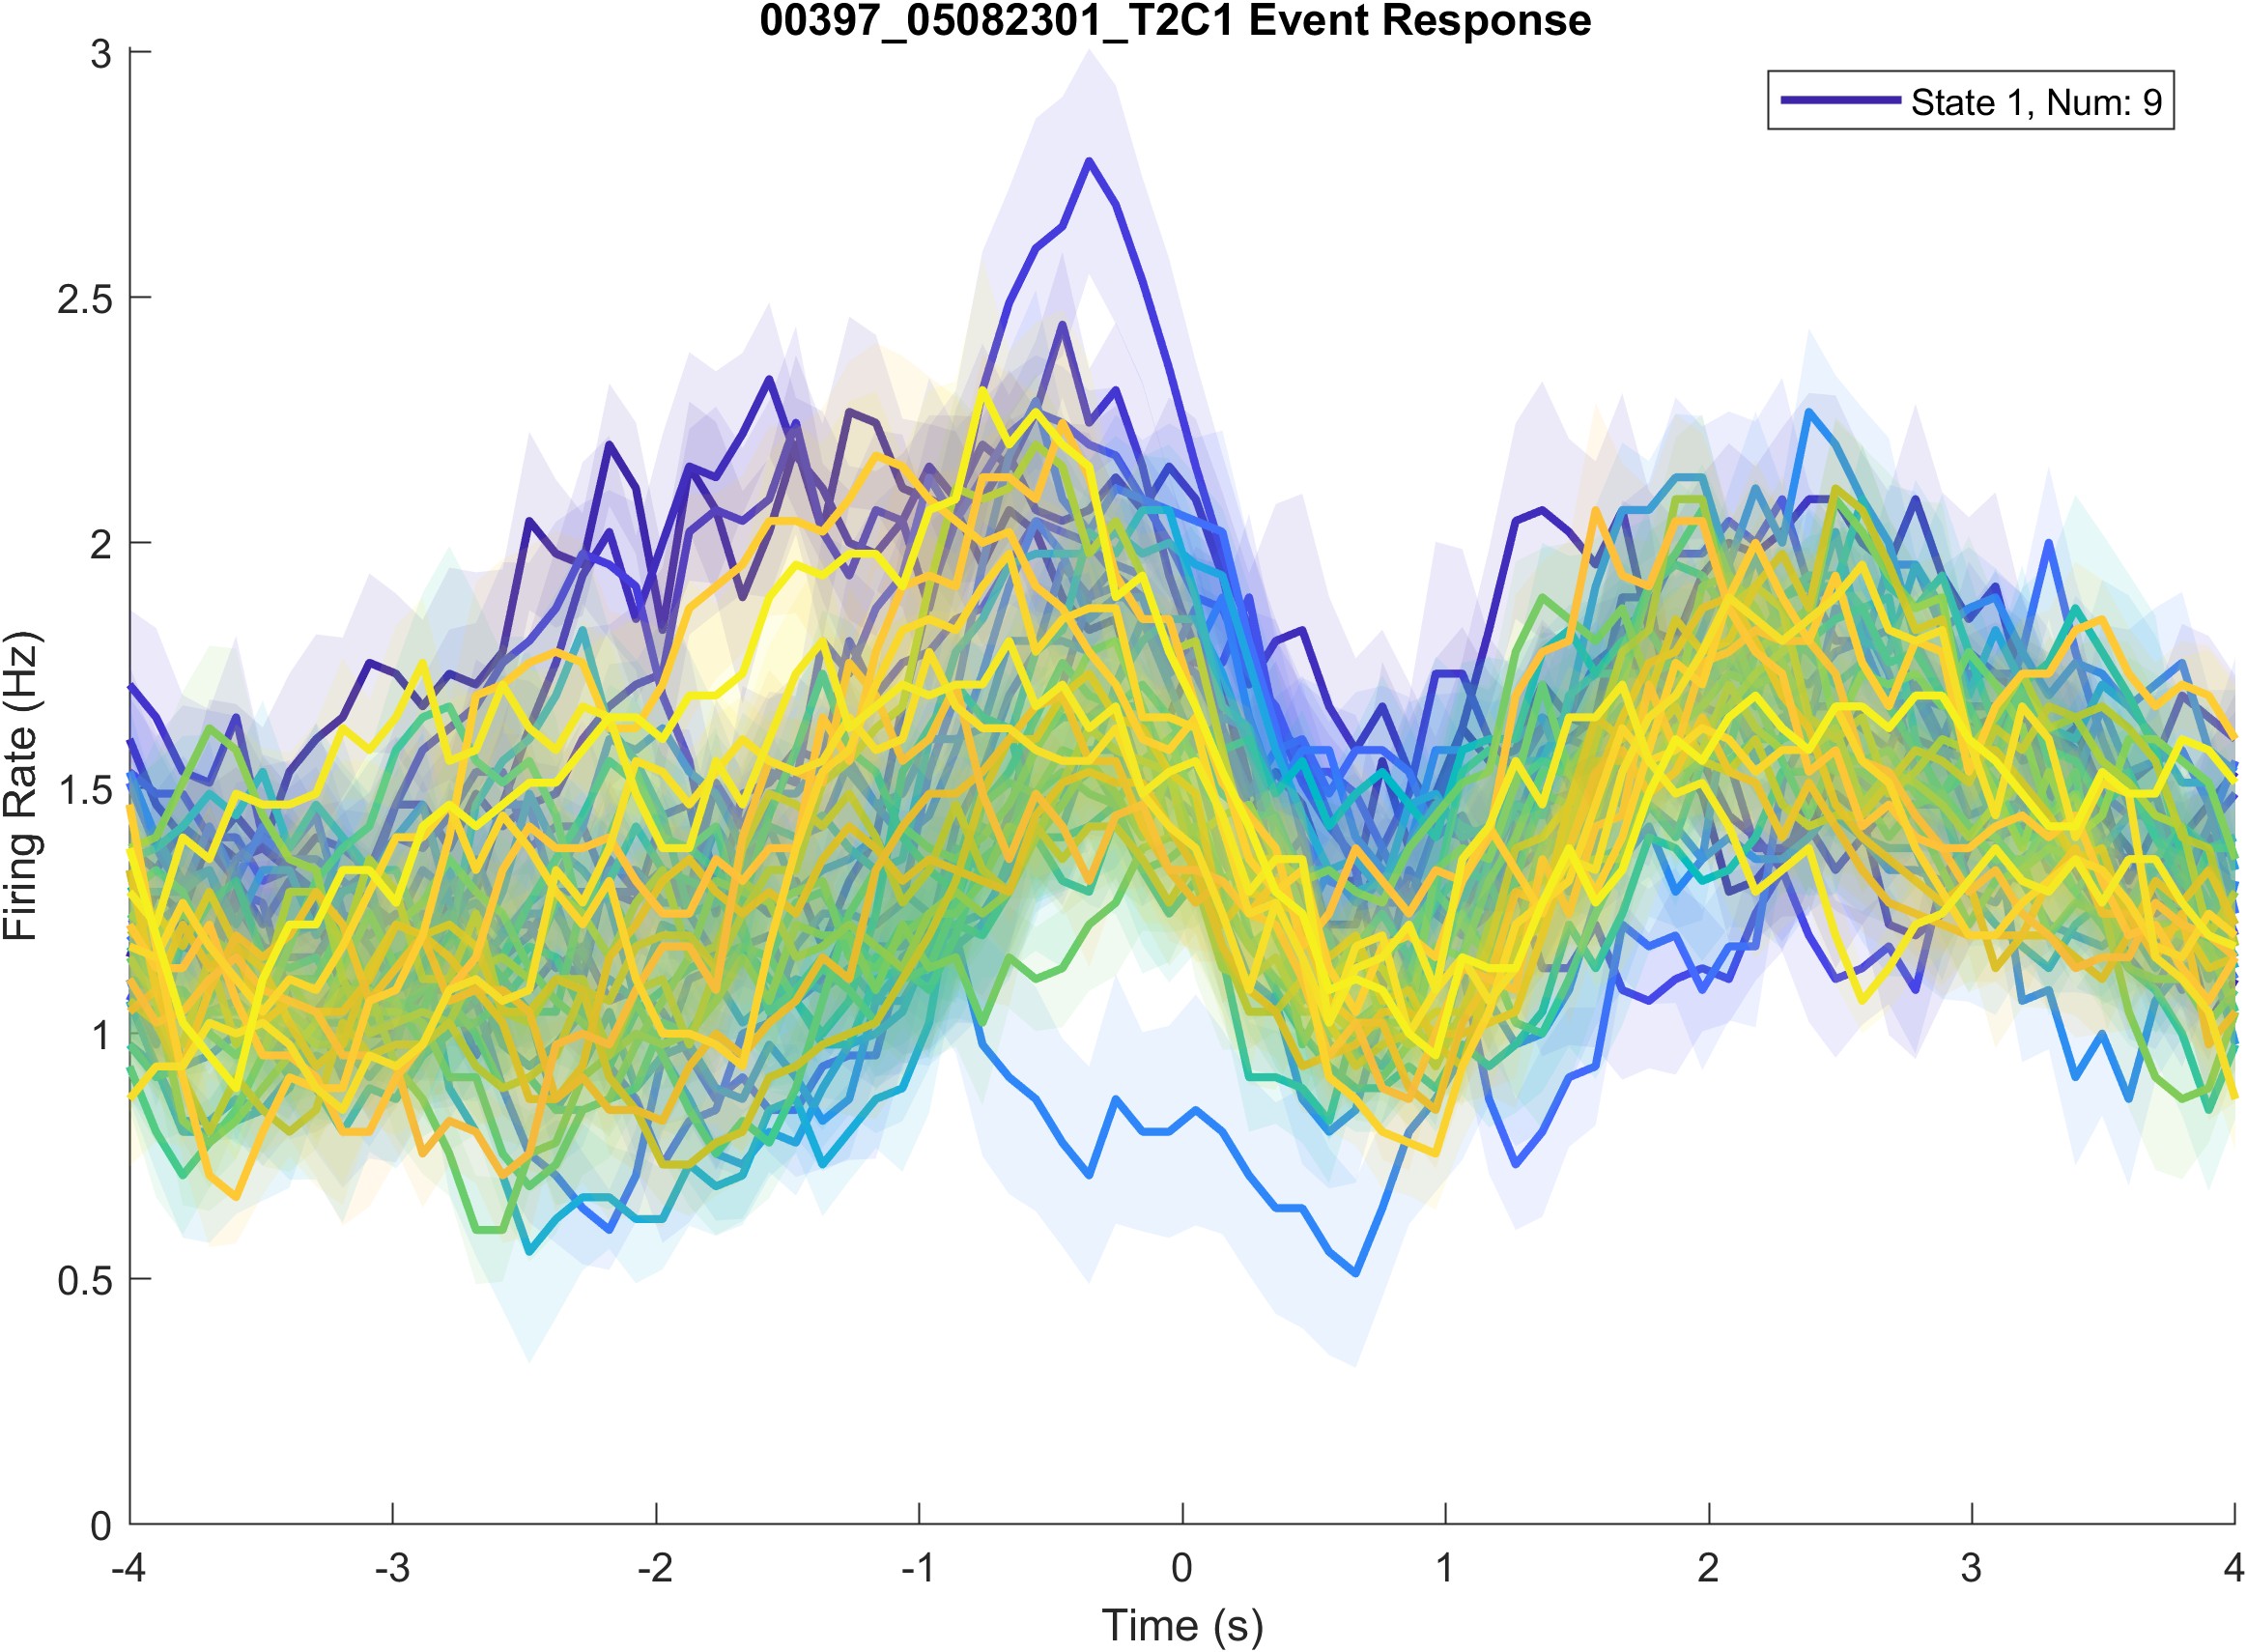 00397_05082301_T2C1 Event Response
State 1, Num: 9
Firing Rate (Hz)
3
2.5
2
1.5
1
0.5
0
-4 -3 -2 -1 0 1 2 3 4
Time (s)